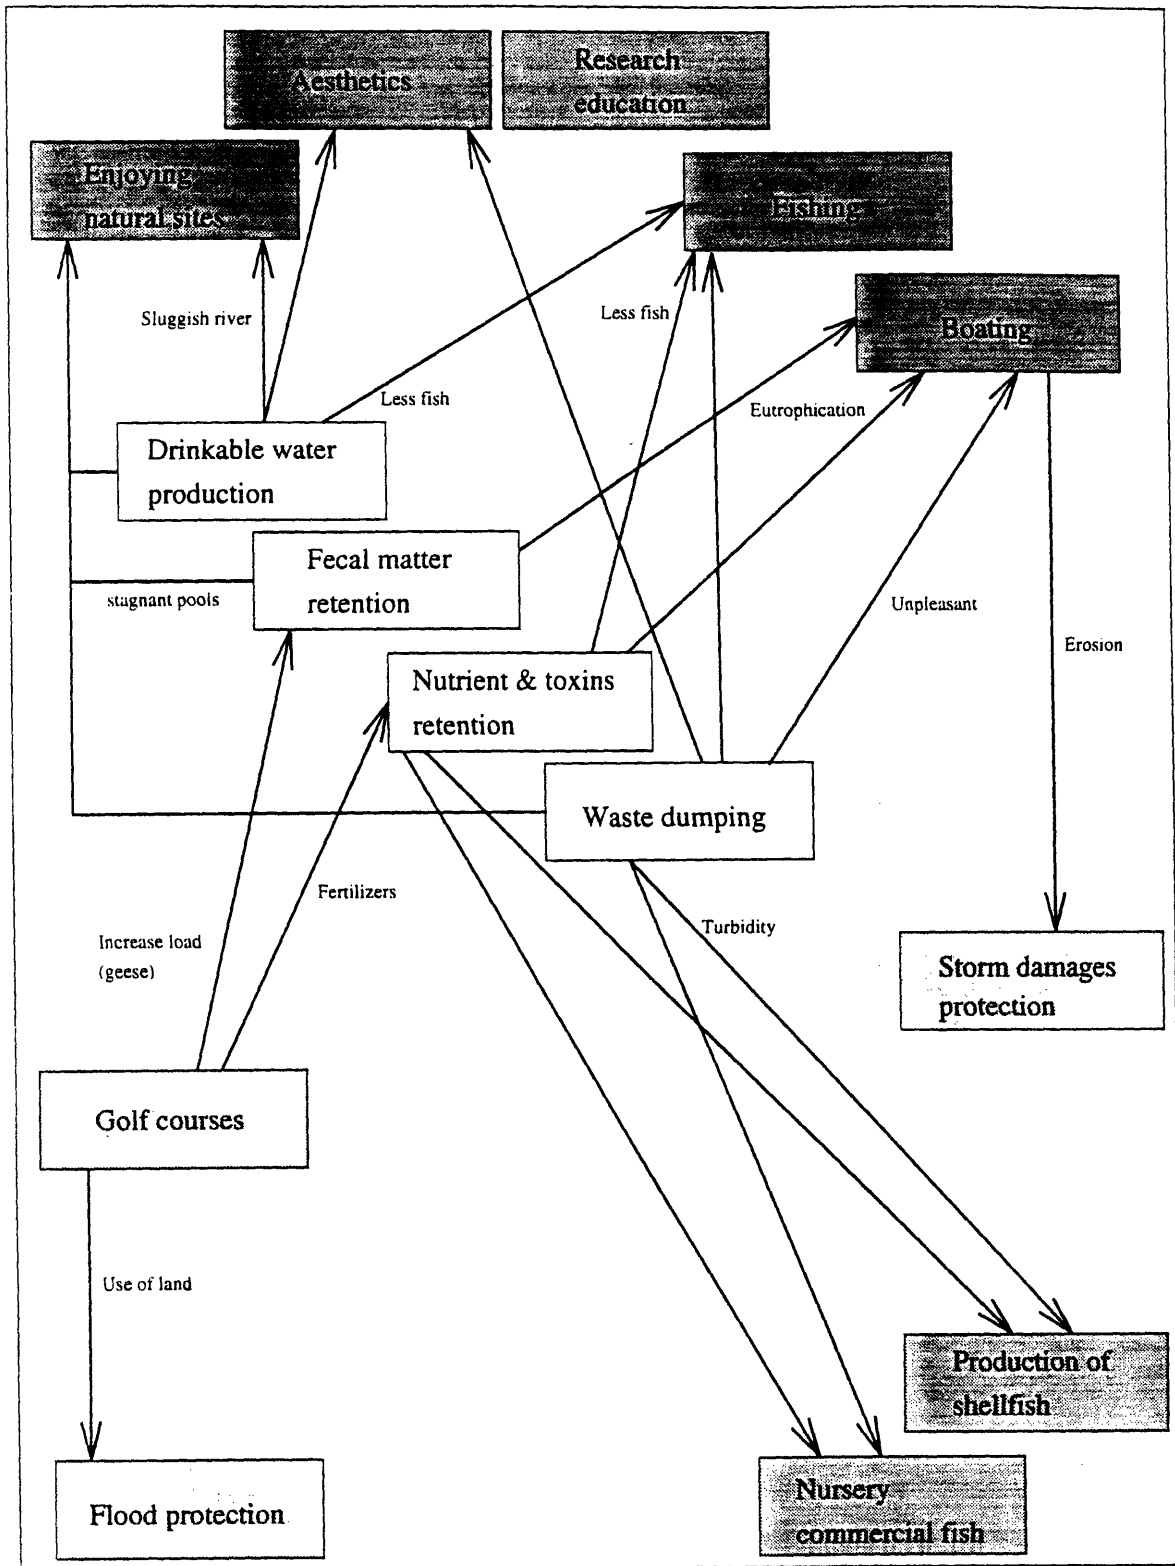 Aesthetics
Research
education
Enjoying
natural sites
Fishing
Sluggish river
Less fish
Boating
Less fish
Eutrophication
Drinkable water
production
Fecal matter
retention
stagnant pools
Unpleasant
Erosion
Nutrient & toxins
retention
Waste dumping
Fertilizers
Turbidity
Increase load
(geese)
Storm damages
protection
Golf courses
Use of land
Production of
shellfish
Flood protection
Nursery
commercial fish